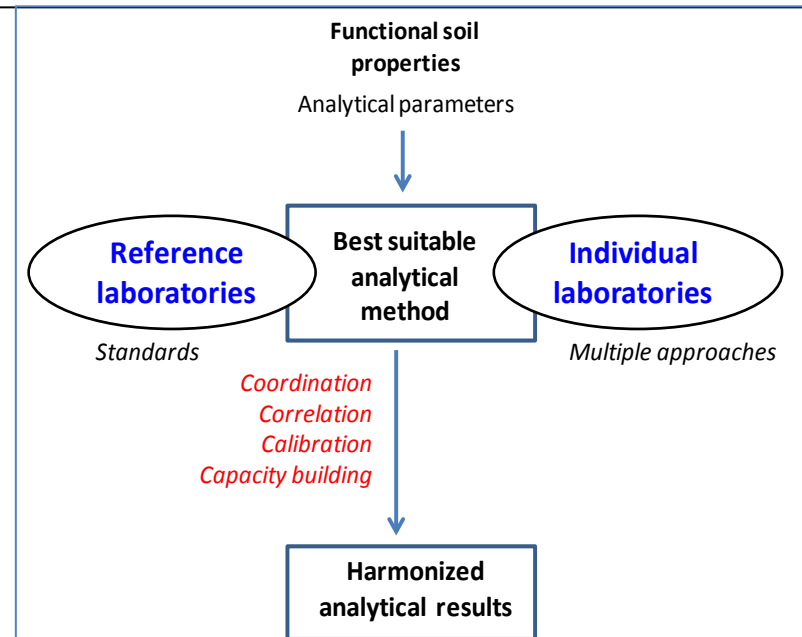 Functional soil
properties
Analytical parameters
Reference
laboratories
Standards
Best suitable
analytical
method
Individual
laboratories
Multiple approaches
Coordination
Correlation
Calibration
Capacity building
Harmonized
analytical results